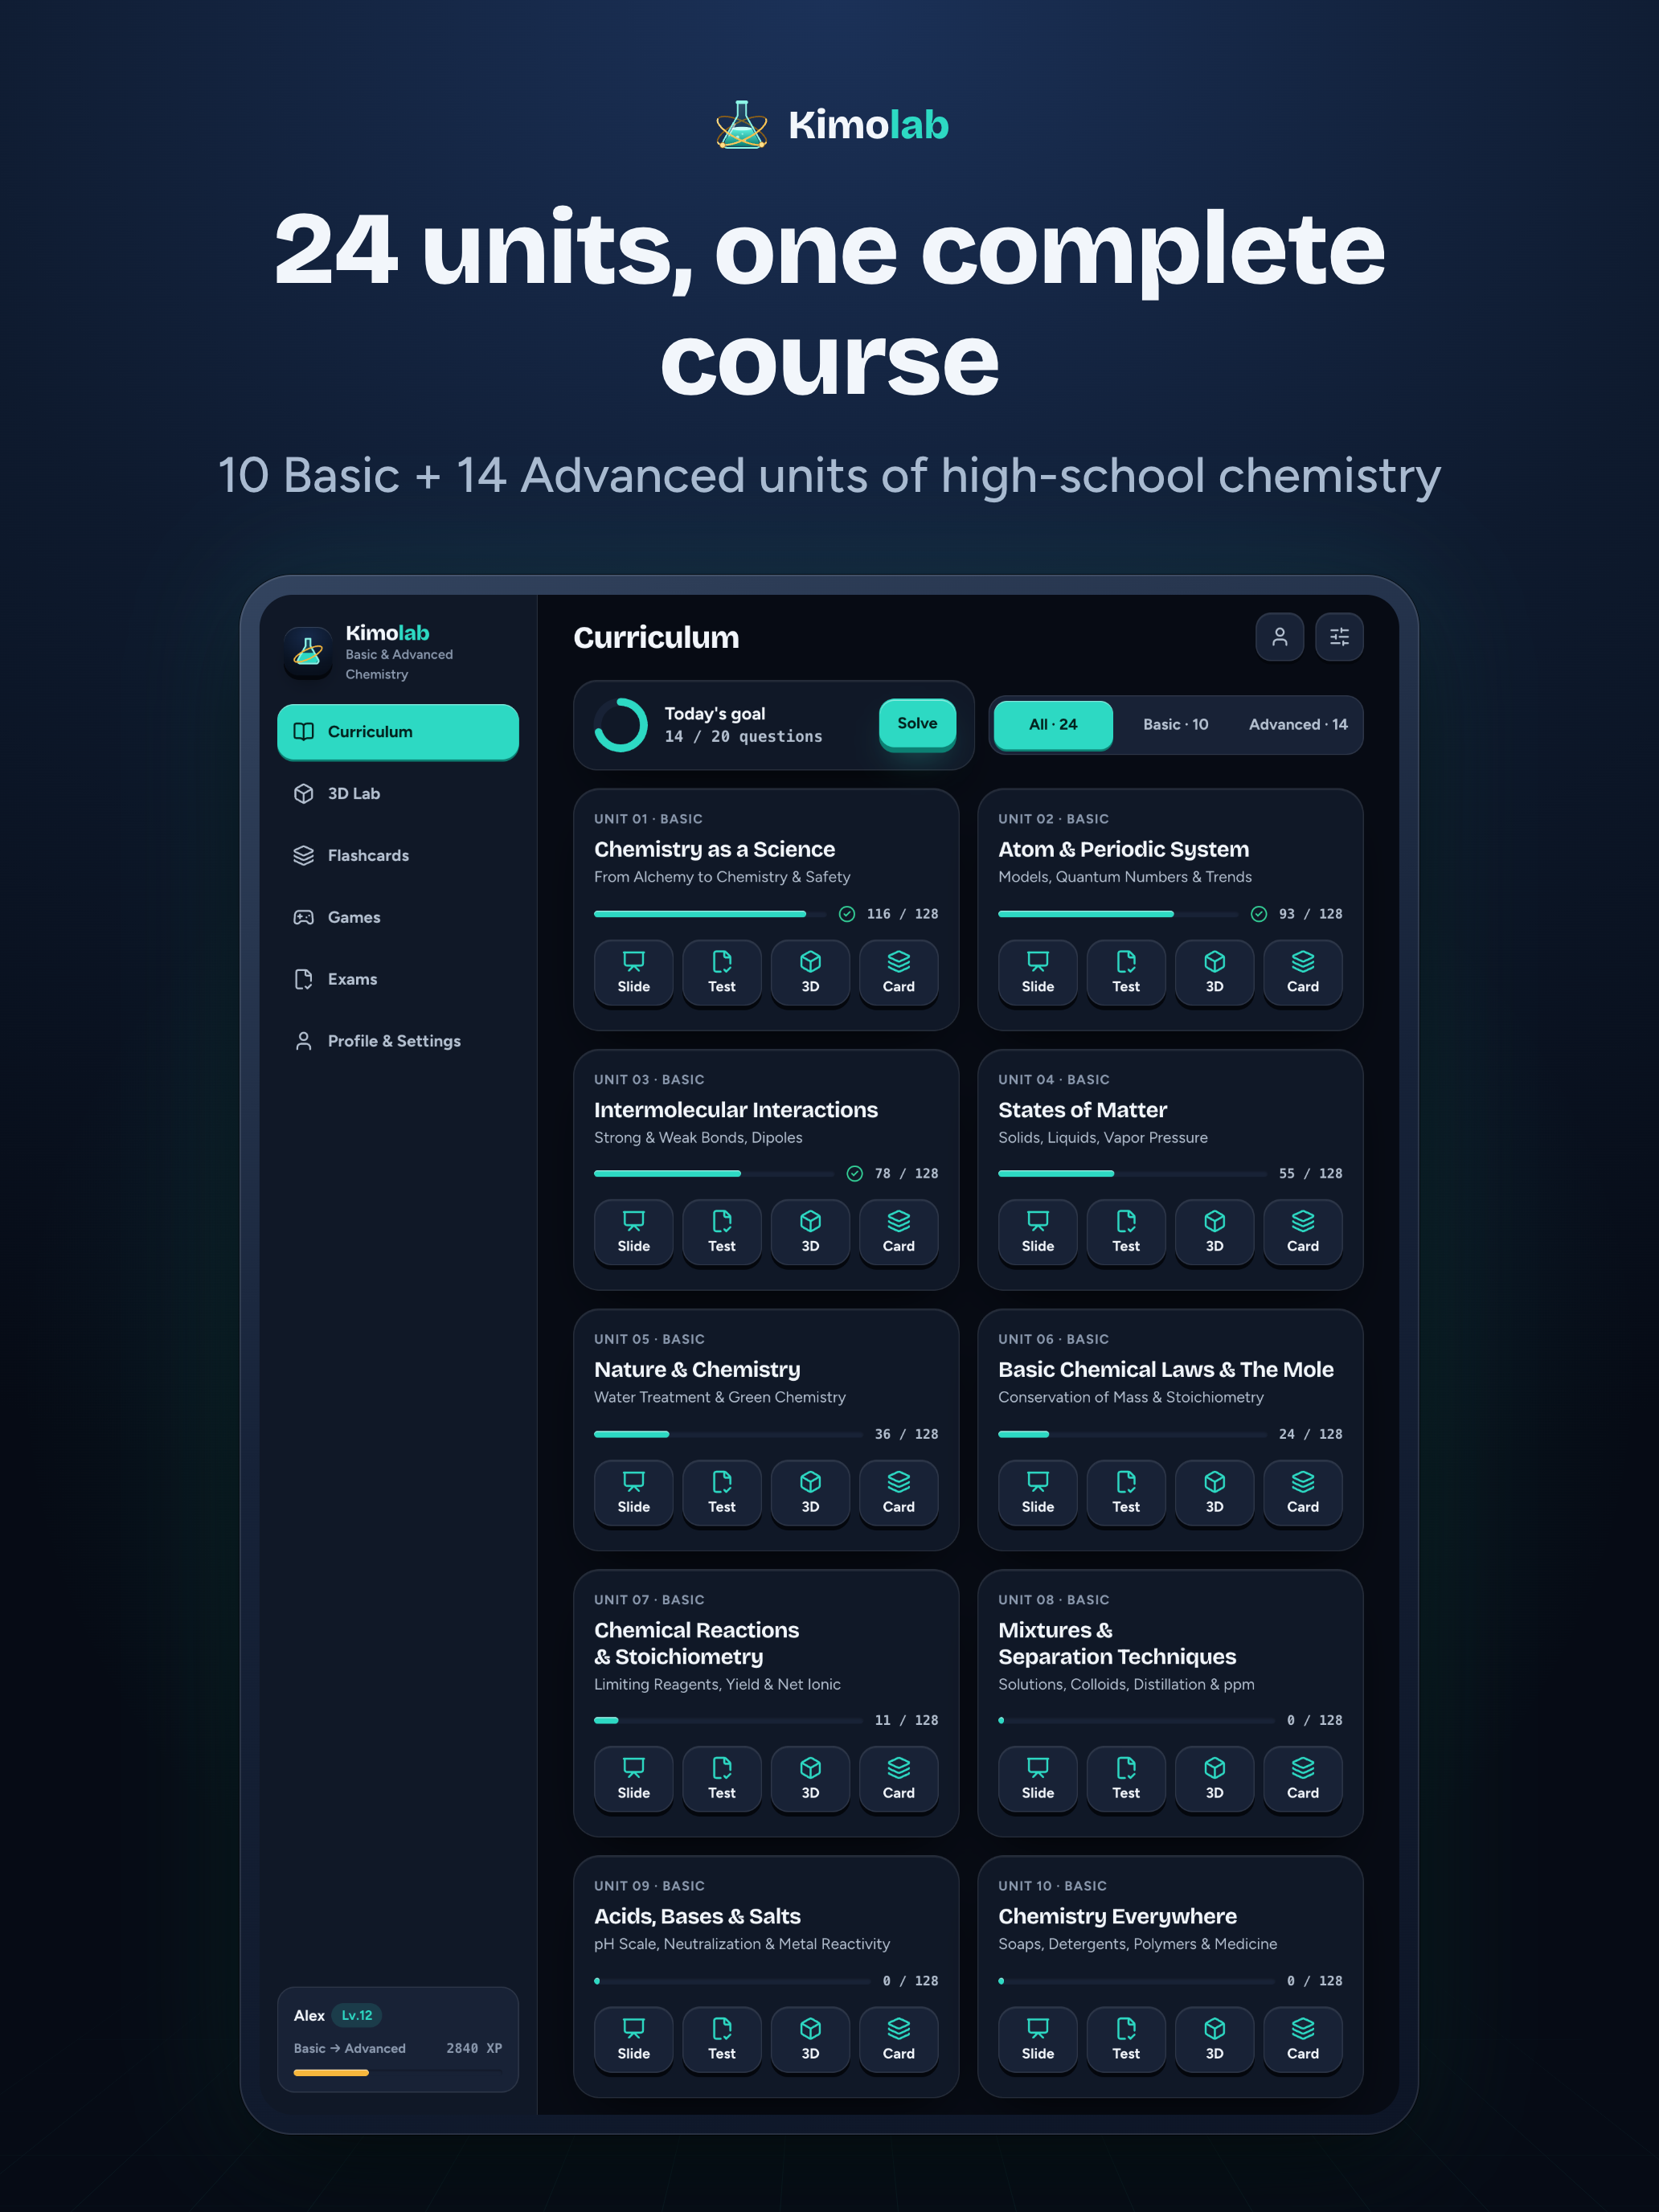 Kimolab
24 units, one complete
course
10 Basic + 14 Advanced units of high-school chemistry
Kimolab
Basic & Advanced
Chemistry
Curriculum
3D Lab
Flashcards
Games
Exams
Profile & Settings
Alex Lv.12
Basic → Advanced 2840 XP
Curriculum
Today's goal
14 / 20 questions
Solve
All · 24 Basic · 10 Advanced · 14
UNIT 01 · BASIC
Chemistry as a Science
From Alchemy to Chemistry & Safety
116 / 128
Slide Test 3D Card
UNIT 02 · BASIC
Atom & Periodic System
Models, Quantum Numbers & Trends
93 / 128
Slide Test 3D Card
UNIT 03 · BASIC
Intermolecular Interactions
Strong & Weak Bonds, Dipoles
78 / 128
Slide Test 3D Card
UNIT 04 · BASIC
States of Matter
Solids, Liquids, Vapor Pressure
55 / 128
Slide Test 3D Card
UNIT 05 · BASIC
Nature & Chemistry
Water Treatment & Green Chemistry
36 / 128
Slide Test 3D Card
UNIT 06 · BASIC
Basic Chemical Laws & The Mole
Conservation of Mass & Stoichiometry
24 / 128
Slide Test 3D Card
UNIT 07 · BASIC
Chemical Reactions
& Stoichiometry
Limiting Reagents, Yield & Net Ionic
11 / 128
Slide Test 3D Card
UNIT 08 · BASIC
Mixtures &
Separation Techniques
Solutions, Colloids, Distillation & ppm
0 / 128
Slide Test 3D Card
UNIT 09 · BASIC
Acids, Bases & Salts
pH Scale, Neutralization & Metal Reactivity
0 / 128
Slide Test 3D Card
UNIT 10 · BASIC
Chemistry Everywhere
Soaps, Detergents, Polymers & Medicine
0 / 128
Slide Test 3D Card